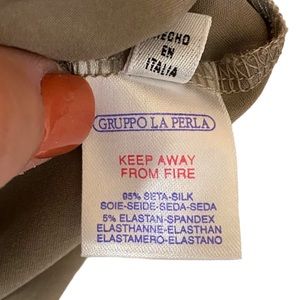 HECHO
EN
ITALIA
GRUPPO LA PERLA
KEEP AWAY
FROM FIRE
95% SETA-SILK
SOIE-SEIDE-SEDA-SEDA
5% ELASTAN-SPANDEX
ELASTHANNE-ELASTHAN
ELASTAMERO-ELASTANO